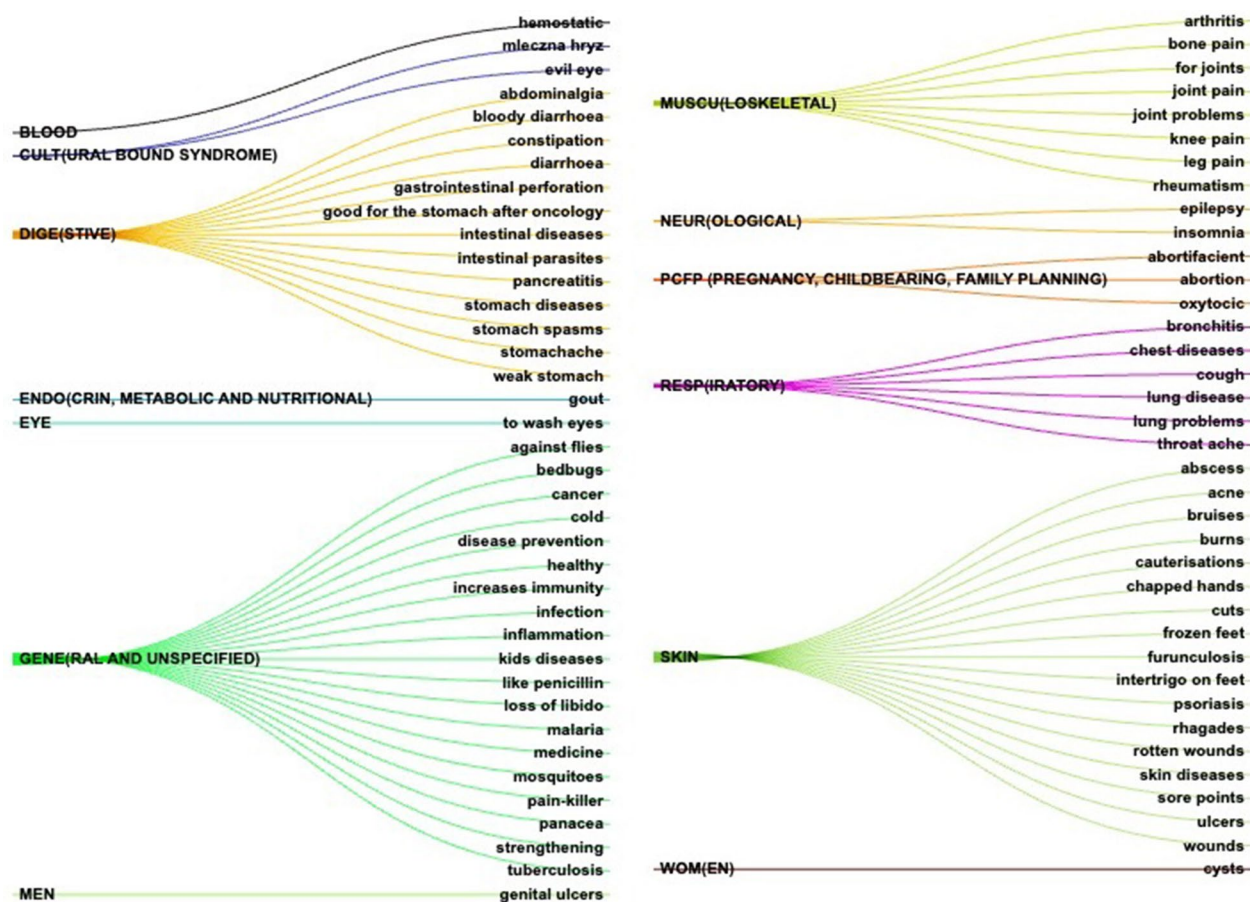 BLOOD
hemostatic
CULT(URAL BOUND SYNDROME)
mleczna hryz
evil eye
DIGE(STIVE)
abdominalgia
bloody diarrhoea
constipation
diarrhoea
gastrointestinal perforation
good for the stomach after oncology
intestinal diseases
intestinal parasites
pancreatitis
stomach diseases
stomach spasms
stomachache
weak stomach
ENDO(CRIN, METABOLIC AND NUTRITIONAL)
gout
EYE
to wash eyes
GENE(RAL AND UNSPECIFIED)
against flies
bedbugs
cancer
cold
disease prevention
healthy
increases immunity
infection
inflammation
kids diseases
like penicillin
loss of libido
malaria
medicine
mosquitoes
pain-killer
panacea
strengthening
tuberculosis
MEN
genital ulcers
MUSCU(LOSKELETAL)
arthritis
bone pain
for joints
joint pain
joint problems
knee pain
leg pain
rheumatism
NEUR(OLOGICAL)
epilepsy
insomnia
PCFP (PREGNANCY, CHILDBEARING, FAMILY PLANNING)
abortifacient
abortion
oxytocic
RESP(IRATORY)
bronchitis
chest diseases
cough
lung disease
lung problems
throat ache
SKIN
abscess
acne
bruises
burns
cauterisations
chapped hands
cuts
frozen feet
furunculosis
intertrigo on feet
psoriasis
rhagades
rotten wounds
skin diseases
sore points
ulcers
wounds
WOM(EN)
cysts